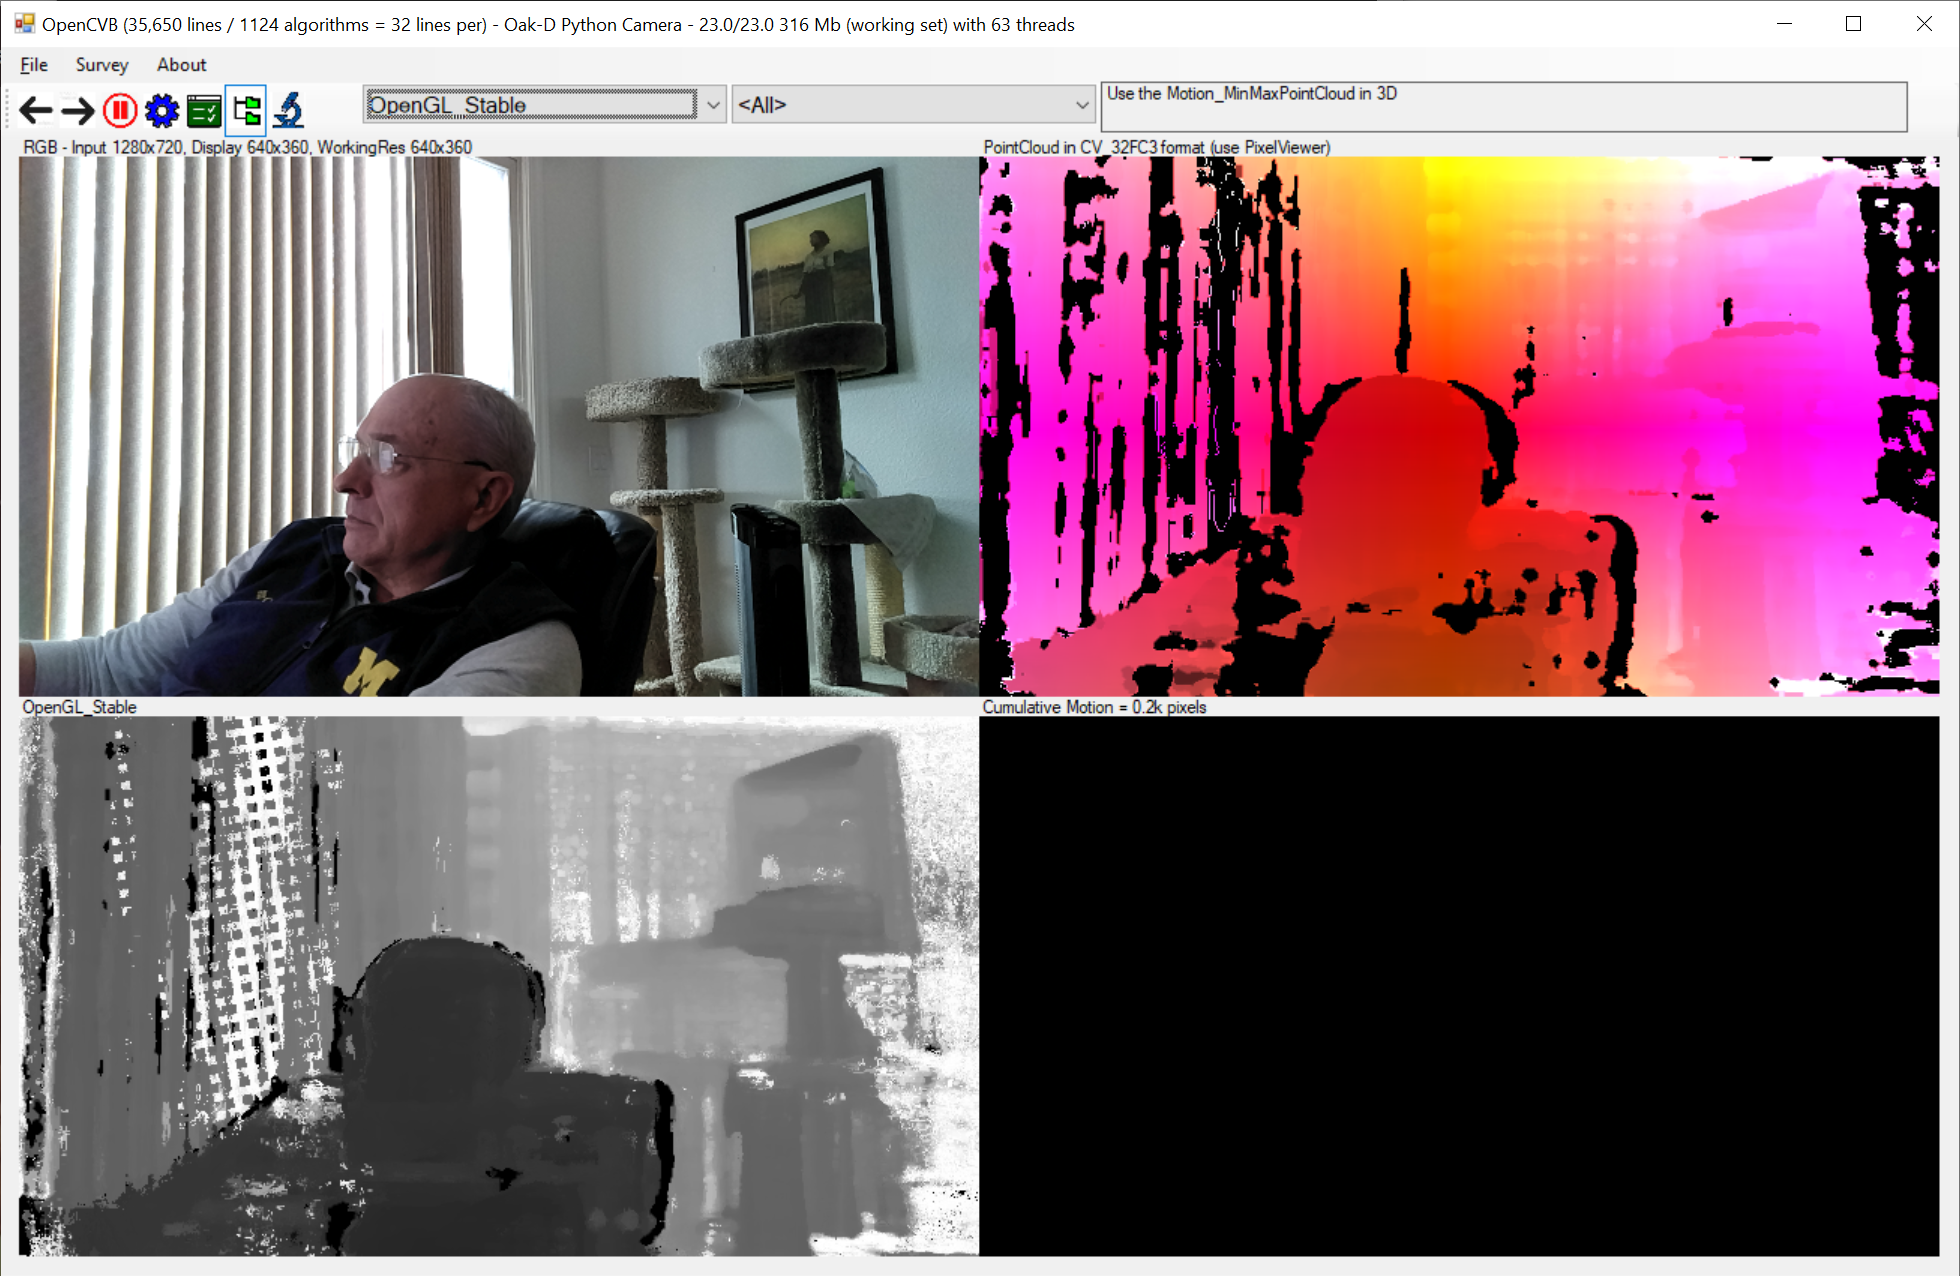 OpenCVB (35,650 lines / 1124 algorithms = 32 lines per) - Oak-D Python Camera - 23.0/23.0 316 Mb (working set) with 63 threads
File Survey About
OpenGL_Stable <All> Use the Motion_MinMaxPointCloud in 3D
RGB - Input 1280x720, Display 640x360, WorkingRes 640x360
PointCloud in CV_32FC3 format (use PixelViewer)
M
OpenGL_Stable
Cumulative Motion = 0.2k pixels